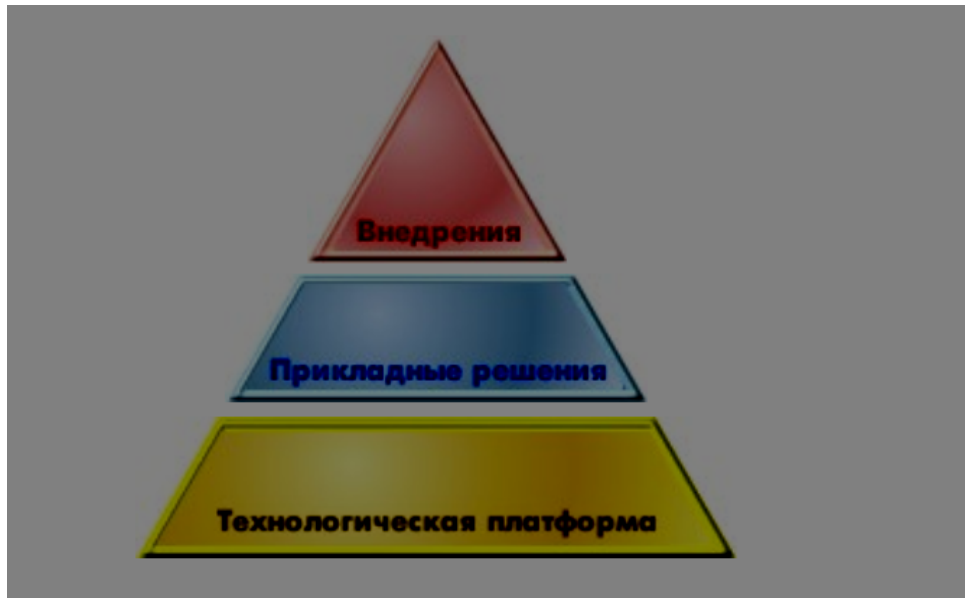 Внедрения
Прикладные решения
Технологическая платформа